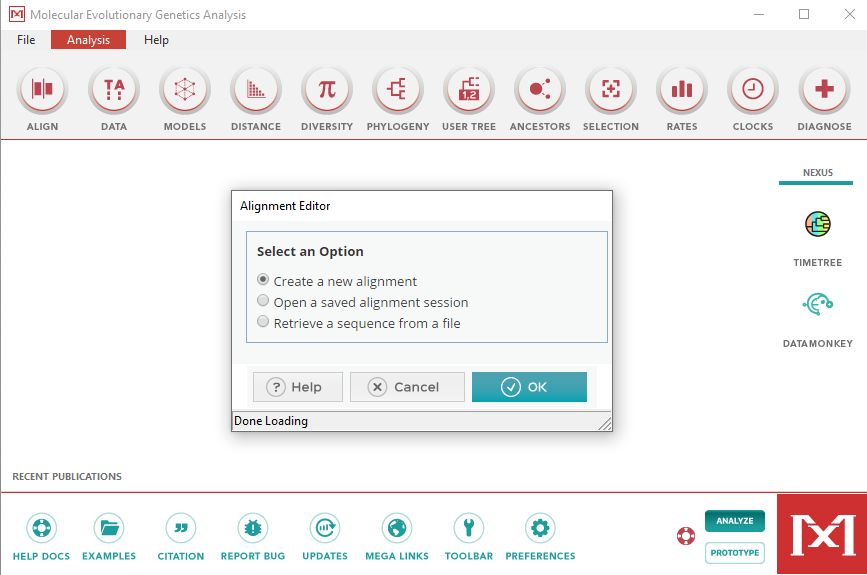 Molecular Evolutionary Genetics Analysis
File Analysis Help
TA
π
1.2
ALIGN DATA MODELS DISTANCE DIVERSITY PHYLOGENY USER TREE ANCESTORS SELECTION RATES CLOCKS DIAGNOSE
NEXUS
TIMETREE
DATAMONKEY
Alignment Editor
Select an Option
Create a new alignment
Open a saved alignment session
Retrieve a sequence from a file
? Help Cancel OK
Done Loading
RECENT PUBLICATIONS
HELP DOCS EXAMPLES CITATION REPORT BUG UPDATES MEGA LINKS TOOLBAR PREFERENCES
ANALYZE
PROTOTYPE
M